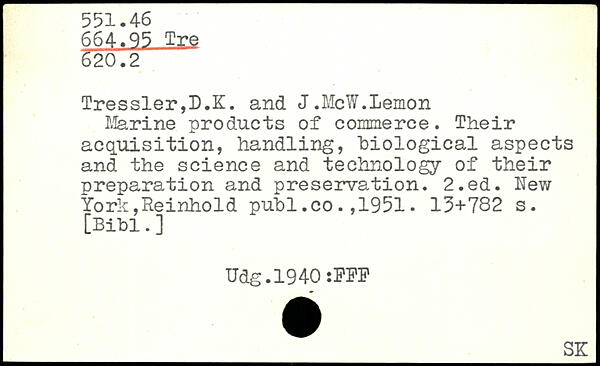 551.46
664.95 Tre
620.2
Tressler,D.K. and J.McW.Lemon
Marine products of commerce. Their
acquisition, handling, biological aspects
and the science and technology of their
preparation and preservation. 2.ed. New
York,Reinhold publ.co.,1951. 13+782 s.
[Bibl.]
Udg.1940:FFF
SK